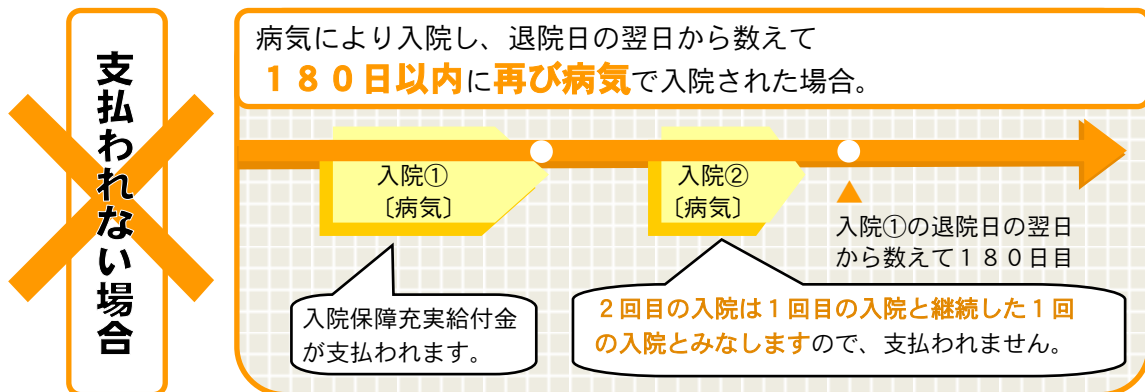 支払われない場合
病気により入院し、退院日の翌日から数えて
１８０日以内に再び病気で入院された場合。
入院①
〔病気〕
入院②
〔病気〕
入院①の退院日の翌日
から数えて１８０日目
入院保障充実給付金
が支払われます。
２回目の入院は１回目の入院と継続した１回
の入院とみなしますので、支払われません。